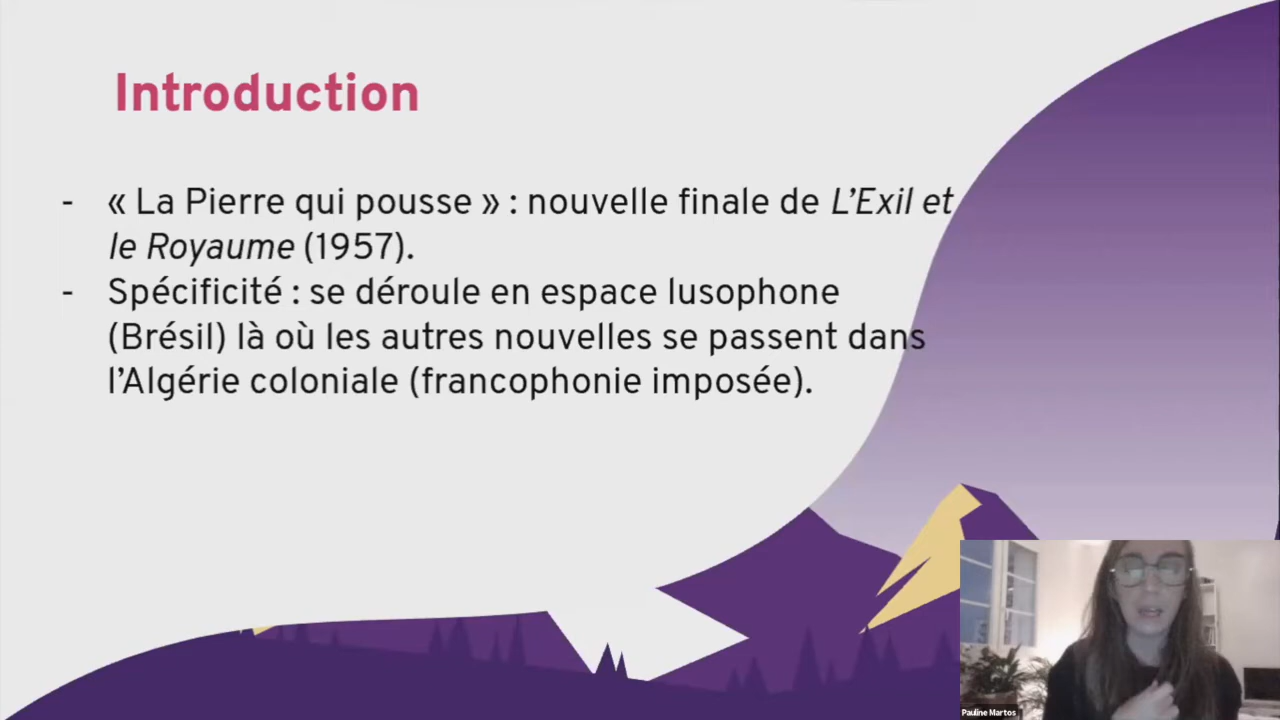 Introduction
- « La Pierre qui pousse » : nouvelle finale de L’Exil et
le Royaume (1957).
- Spécificité : se déroule en espace lusophone
(Brésil) là où les autres nouvelles se passent dans
l’Algérie coloniale (francophonie imposée).
Pauline Martos